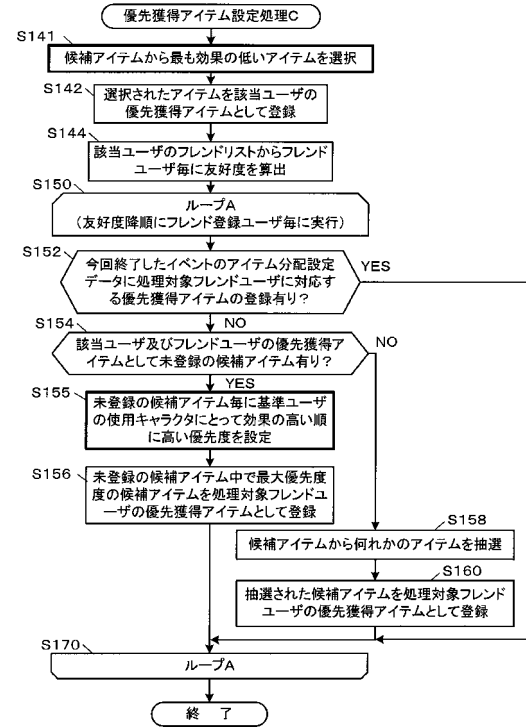 優先獲得アイテム設定処理C
S141
候補アイテムから最も効果の低いアイテムを選択
S142
選択されたアイテムを該当ユーザの
優先獲得アイテムとして登録
S144
該当ユーザのフレンドリストからフレンド
ユーザ毎に友好度を算出
S150
ループA
(友好度降順にフレンド登録ユーザ毎に実行)
S152
YES
今回終了したイベントのアイテム分配設定
データに処理対象フレンドユーザに対応す
る優先獲得アイテムの登録有り?
NO
S154
該当ユーザ及びフレンドユーザの優先獲得ア
イテムとして未登録の候補アイテム有り?
NO
YES
S155
未登録の候補アイテム毎に基準ユーザ
の使用キャラクタにとって効果の高い順
に高い優先度を設定
S156
未登録の候補アイテム中で最大優先度
度の候補アイテムを処理対象フレンドユ
ーザの優先獲得アイテムとして登録
S158
候補アイテムから何れかのアイテムを抽選
S160
抽選された候補アイテムを処理対象フレンド
ユーザの優先獲得アイテムとして登録
S170
ループA
終 了